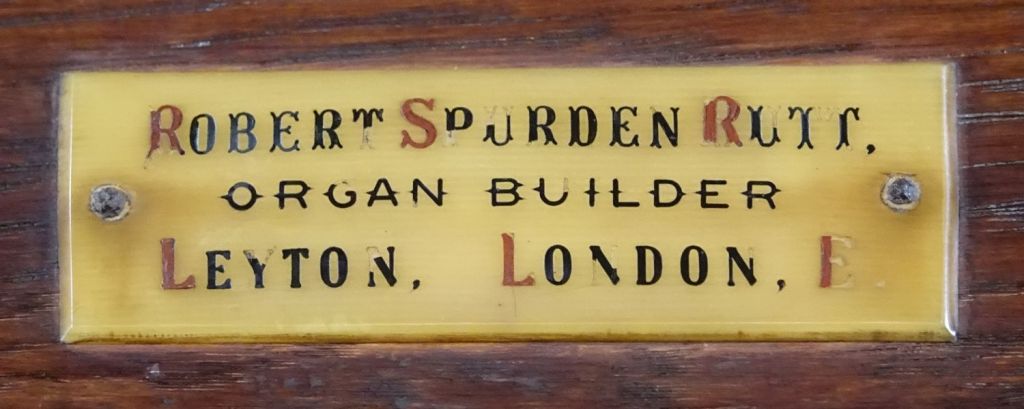 ROBERT SPURDEN RUTT,
ORGAN BUILDER
LEYTON, LONDON, E.